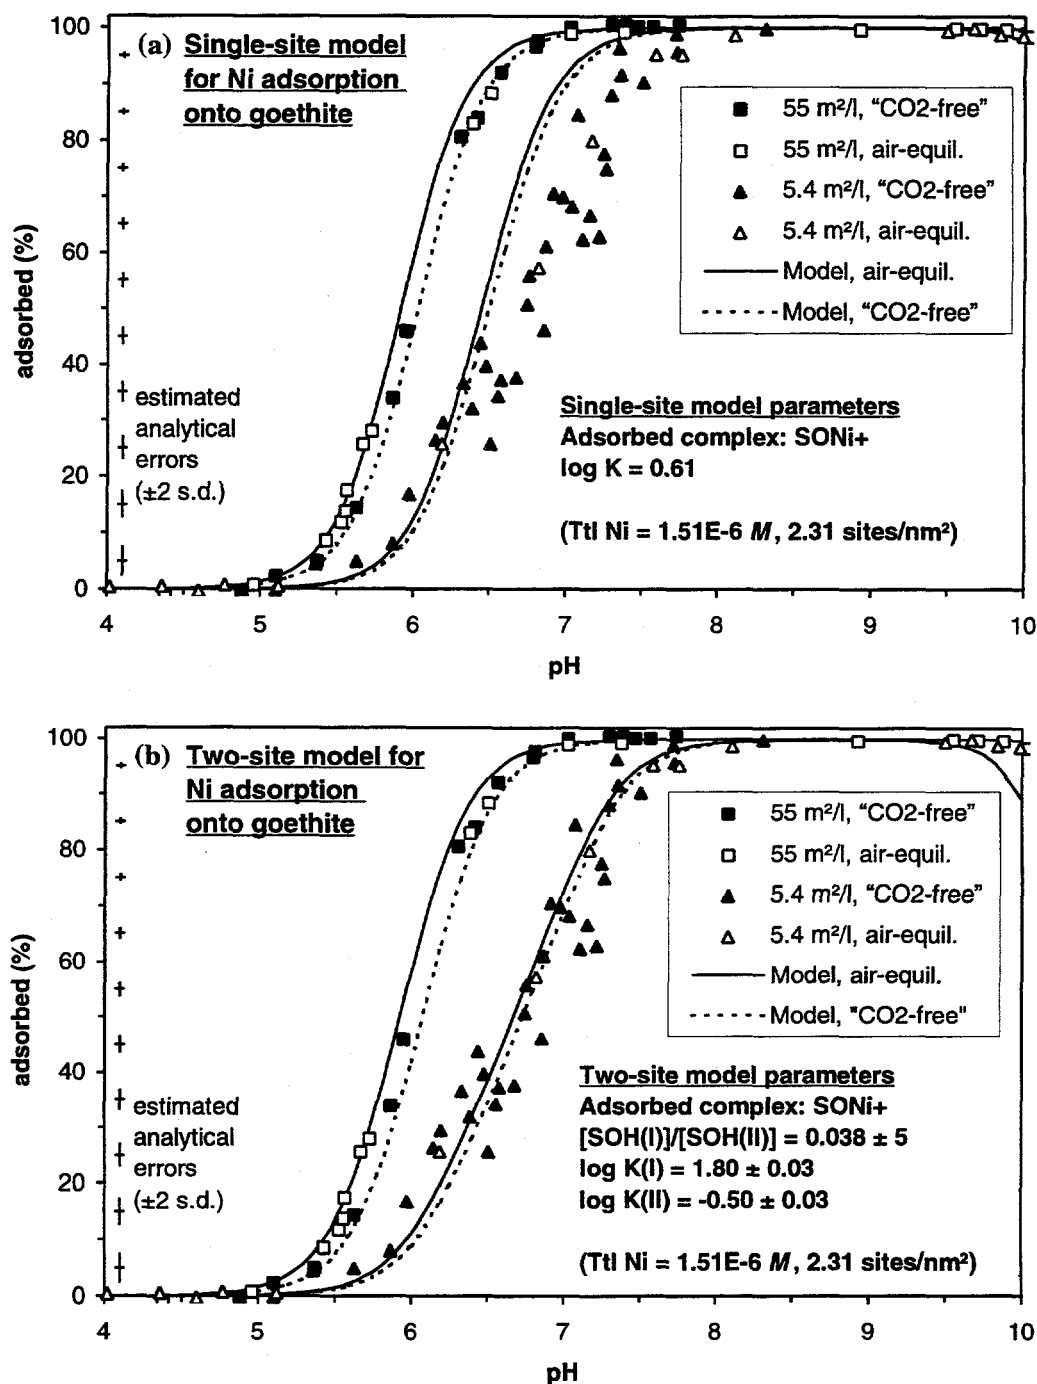 100
80
60
40
20
0
adsorbed (%)
(a) Single-site model
for Ni adsorption
onto goethite
55 m²/l, “CO2-free”
55 m²/l, air-equil.
5.4 m²/l, “CO2-free”
5.4 m²/l, air-equil.
Model, air-equil.
Model, “CO2-free”
estimated
analytical
errors
(±2 s.d.)
Single-site model parameters
Adsorbed complex: SONi+
log K = 0.61
(Ttl Ni = 1.51E-6 M, 2.31 sites/nm²)
4 5 6 7 8 9 10
pH
100
80
60
40
20
0
adsorbed (%)
(b) Two-site model for
Ni adsorption
onto goethite
55 m²/l, “CO2-free”
55 m²/l, air-equil.
5.4 m²/l, “CO2-free”
5.4 m²/l, air-equil.
Model, air-equil.
Model, "CO2-free"
estimated
analytical
errors
(±2 s.d.)
Two-site model parameters
Adsorbed complex: SONi+
[SOH(I)]/[SOH(II)] = 0.038 ± 5
log K(I) = 1.80 ± 0.03
log K(II) = -0.50 ± 0.03
(Ttl Ni = 1.51E-6 M, 2.31 sites/nm²)
4 5 6 7 8 9 10
pH